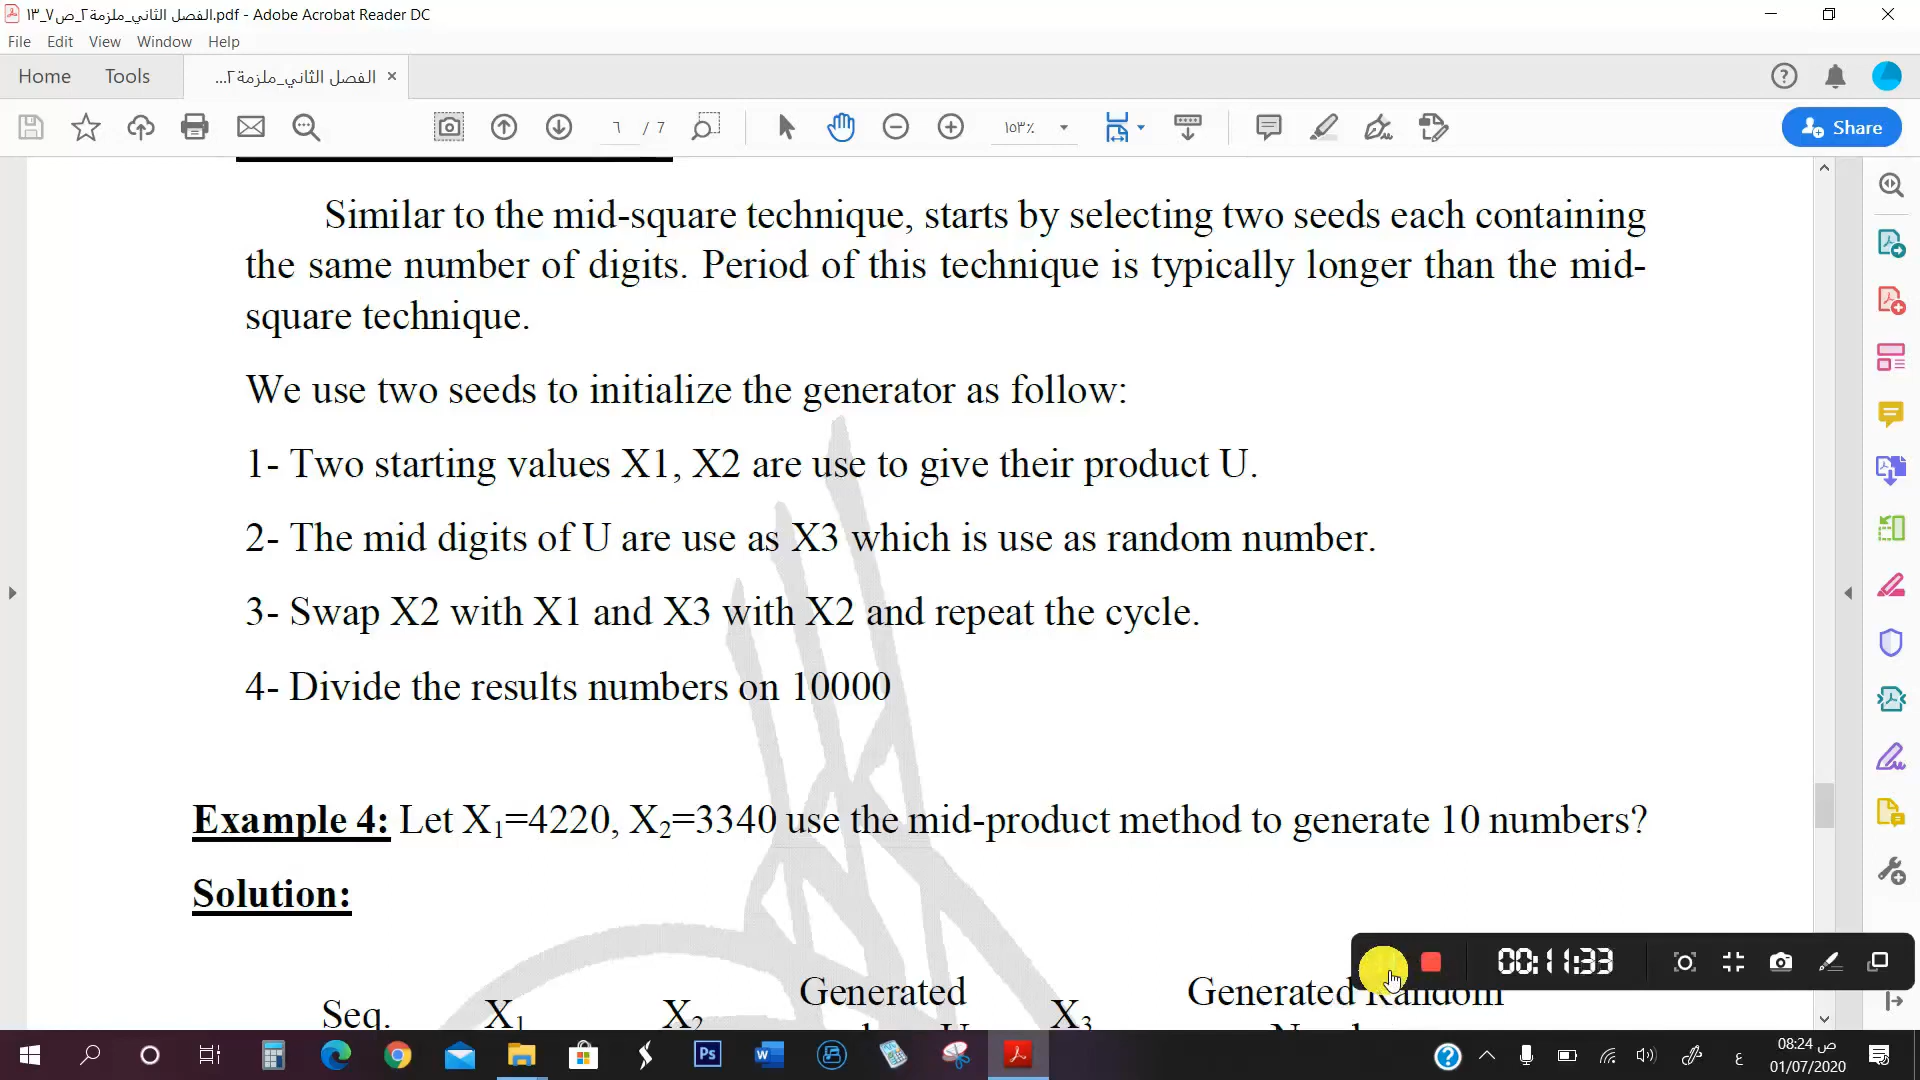 الفصل الثاني_ملزمة٢_ص٧_١٣.pdf - Adobe Acrobat Reader DC
File Edit View Window Help
Home Tools الفصل الثاني_ملزمة٢... ×
٦ / 7 ١٥٣٪ Share
Similar to the mid-square technique, starts by selecting two seeds each containing
the same number of digits. Period of this technique is typically longer than the mid-
square technique.
We use two seeds to initialize the generator as follow:
1- Two starting values X1, X2 are use to give their product U.
2- The mid digits of U are use as X3 which is use as random number.
3- Swap X2 with X1 and X3 with X2 and repeat the cycle.
4- Divide the results numbers on 10000
Example 4: Let X₁=4220, X₂=3340 use the mid-product method to generate 10 numbers?
Solution:
00:11:33
Generated Generated Random
Seq. X₁ X₂ X₃
Ps W
ع
08:24 ص
01/07/2020